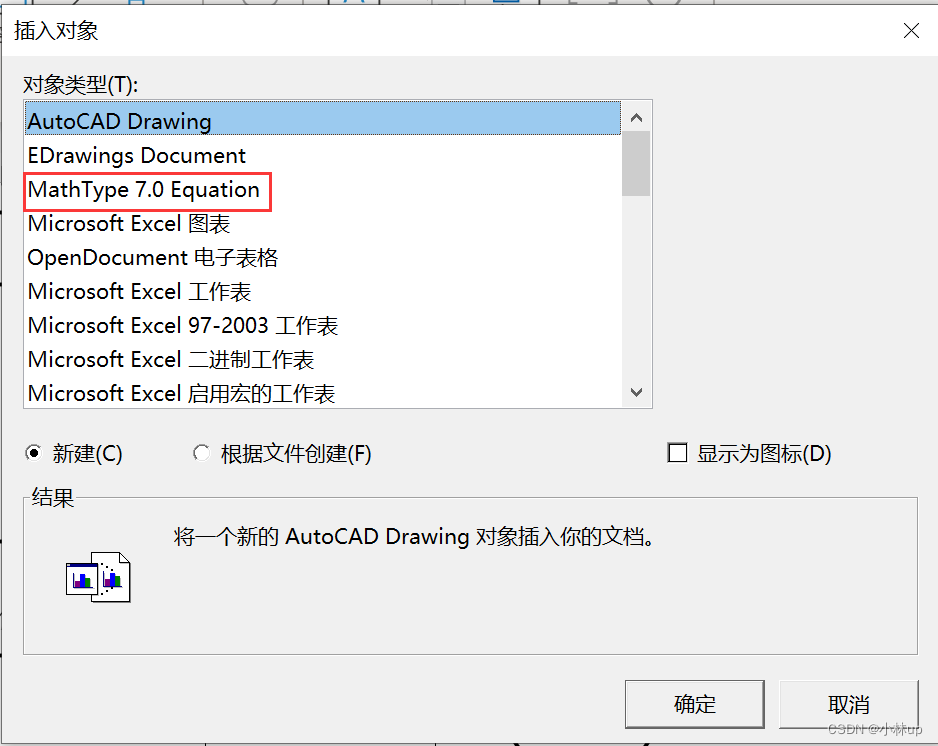 插入对象
对象类型(T):
AutoCAD Drawing
EDrawings Document
MathType 7.0 Equation
Microsoft Excel 图表
OpenDocument 电子表格
Microsoft Excel 工作表
Microsoft Excel 97-2003 工作表
Microsoft Excel 二进制工作表
Microsoft Excel 启用宏的工作表
新建(C) 根据文件创建(F) 显示为图标(D)
结果
将一个新的 AutoCAD Drawing 对象插入你的文档。
确定 取消
CSDN @小林up